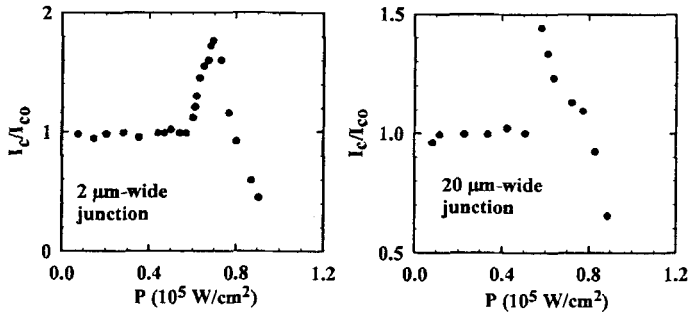 2
1
0
I_c/I_co
2 μm-wide
junction
0.0 0.4 0.8 1.2
P (10^5 W/cm^2)
1.5
1.0
0.5
I_c/I_co
20 μm-wide
junction
0.0 0.4 0.8 1.2
P (10^5 W/cm^2)